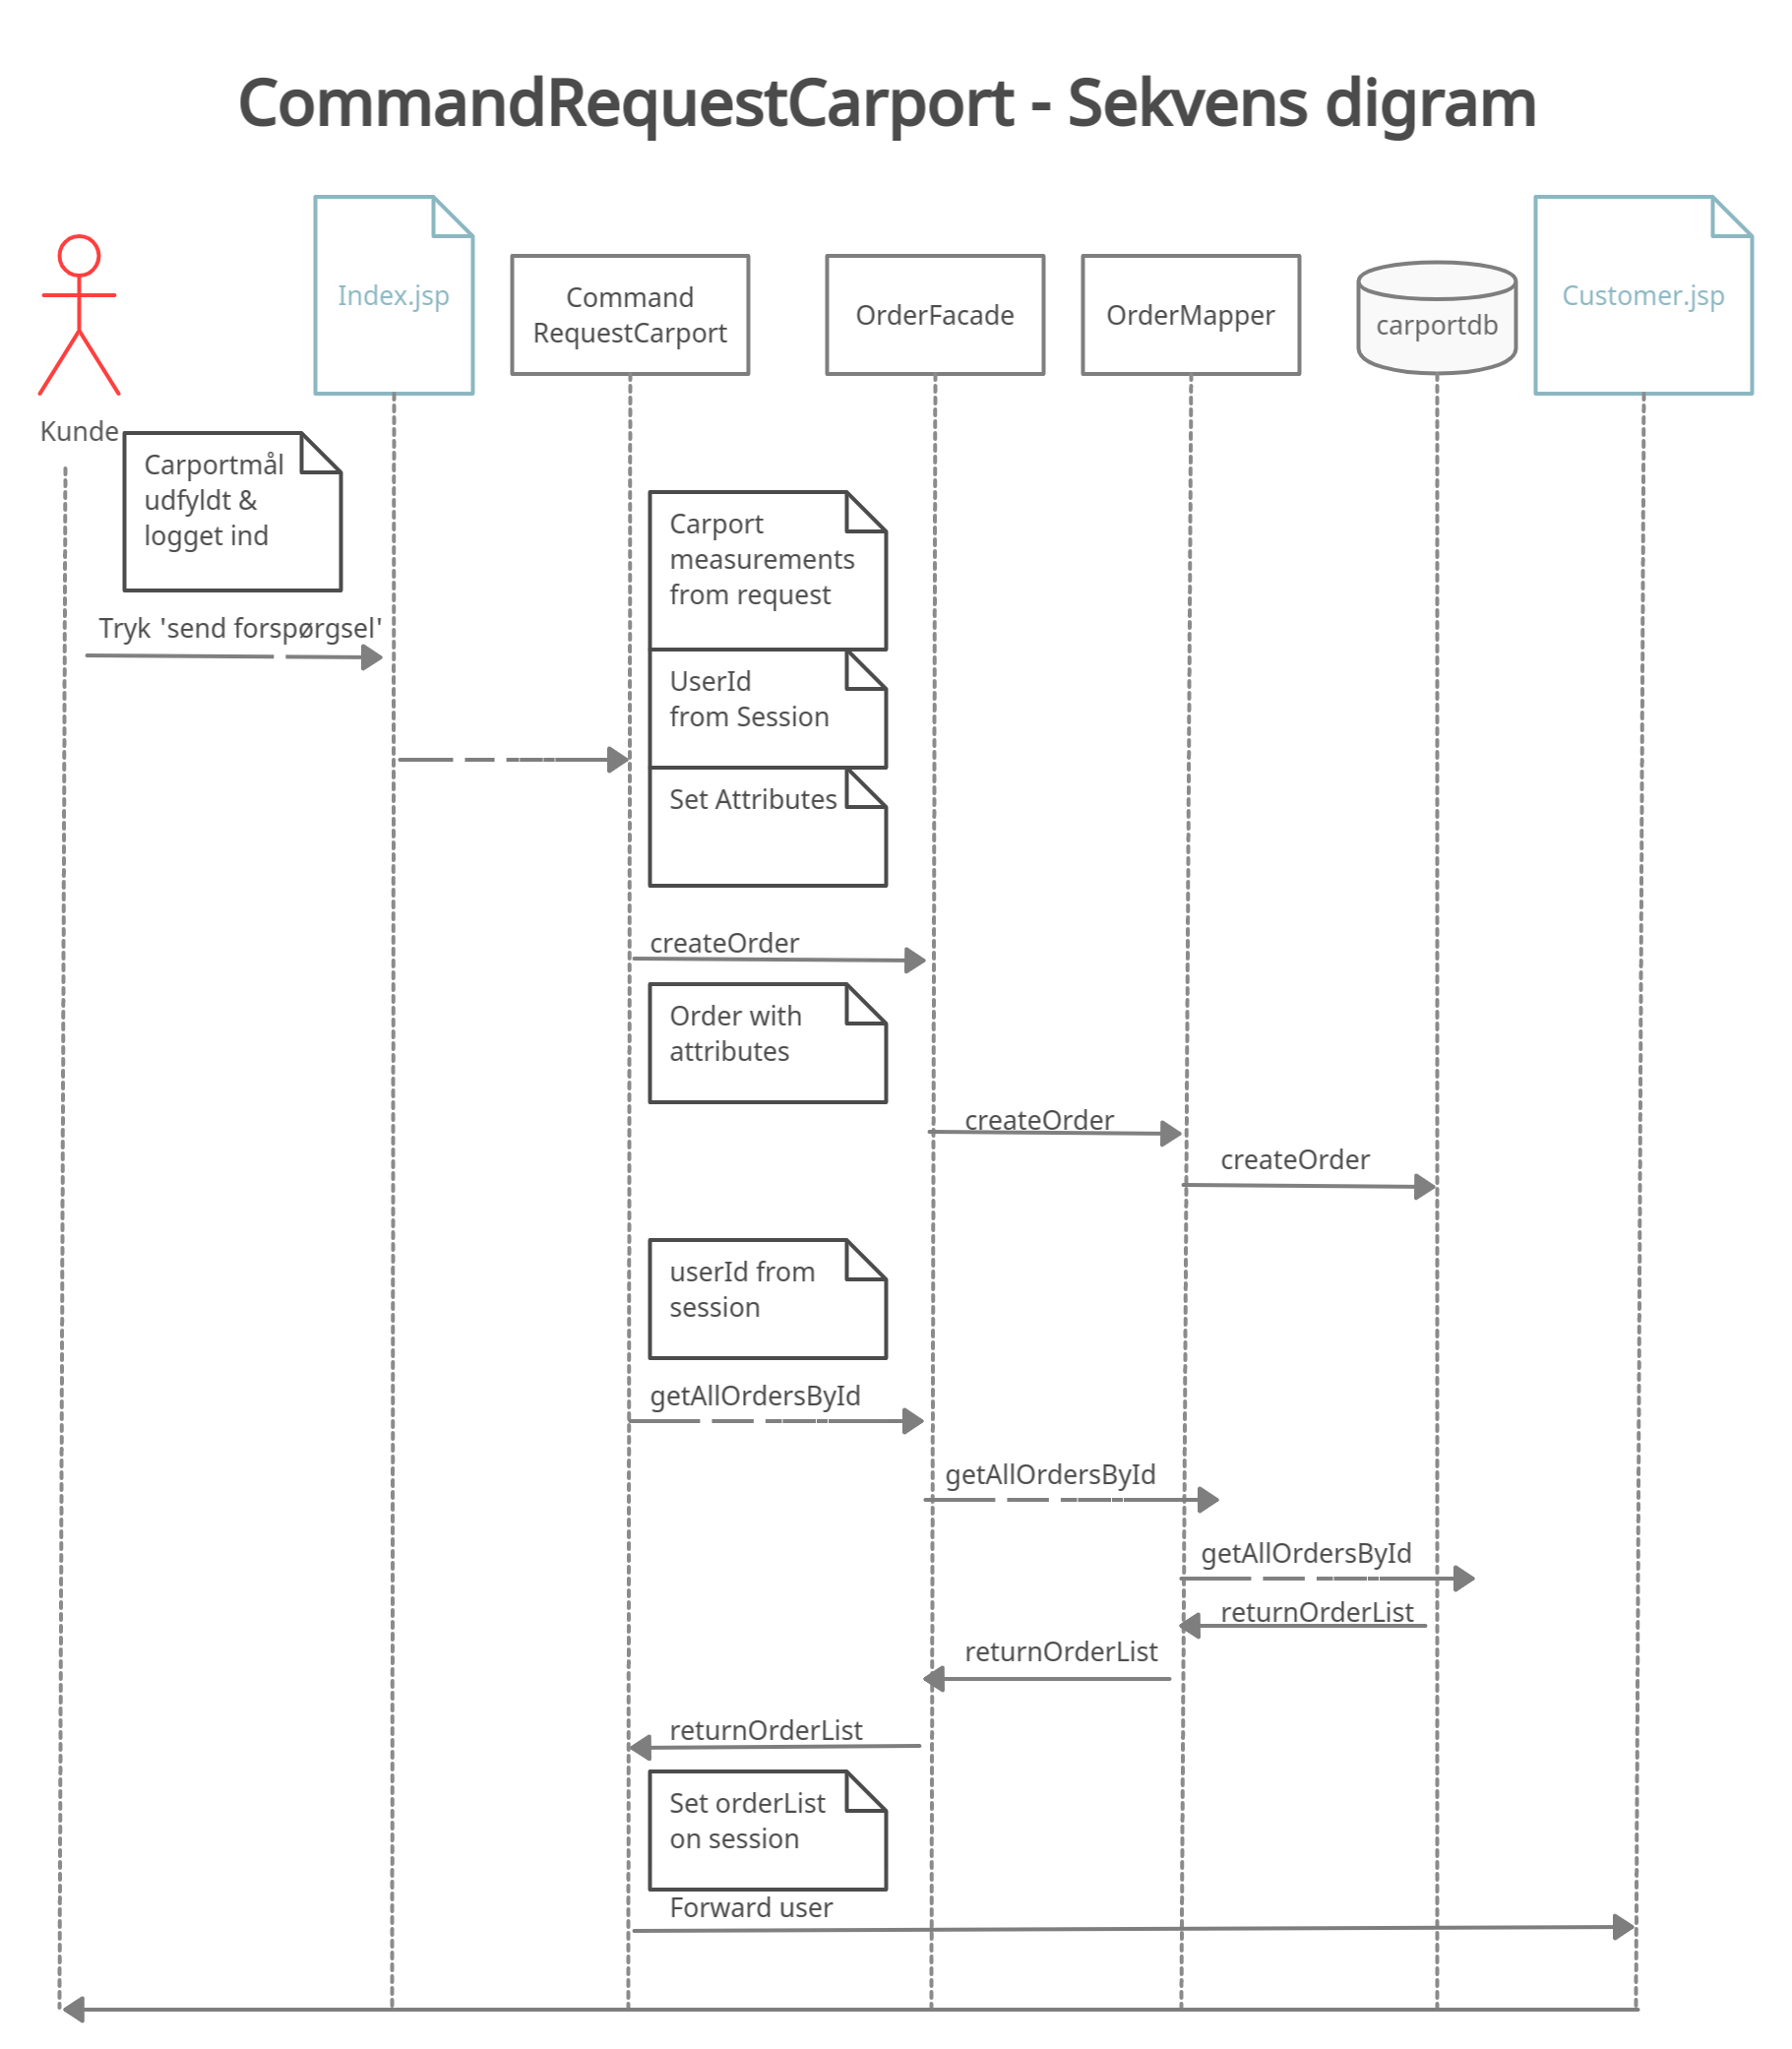 CommandRequestCarport - Sekvens digram
Index.jsp
Command
RequestCarport
OrderFacade
OrderMapper
carportdb
Customer.jsp
Kunde
Carportmål
udfyldt &
logget ind
Carport
measurements
from request
Tryk 'send forspørgsel'
UserId
from Session
Set Attributes
createOrder
Order with
attributes
createOrder
createOrder
userId from
session
getAllOrdersById
getAllOrdersById
getAllOrdersById
returnOrderList
returnOrderList
returnOrderList
Set orderList
on session
Forward user